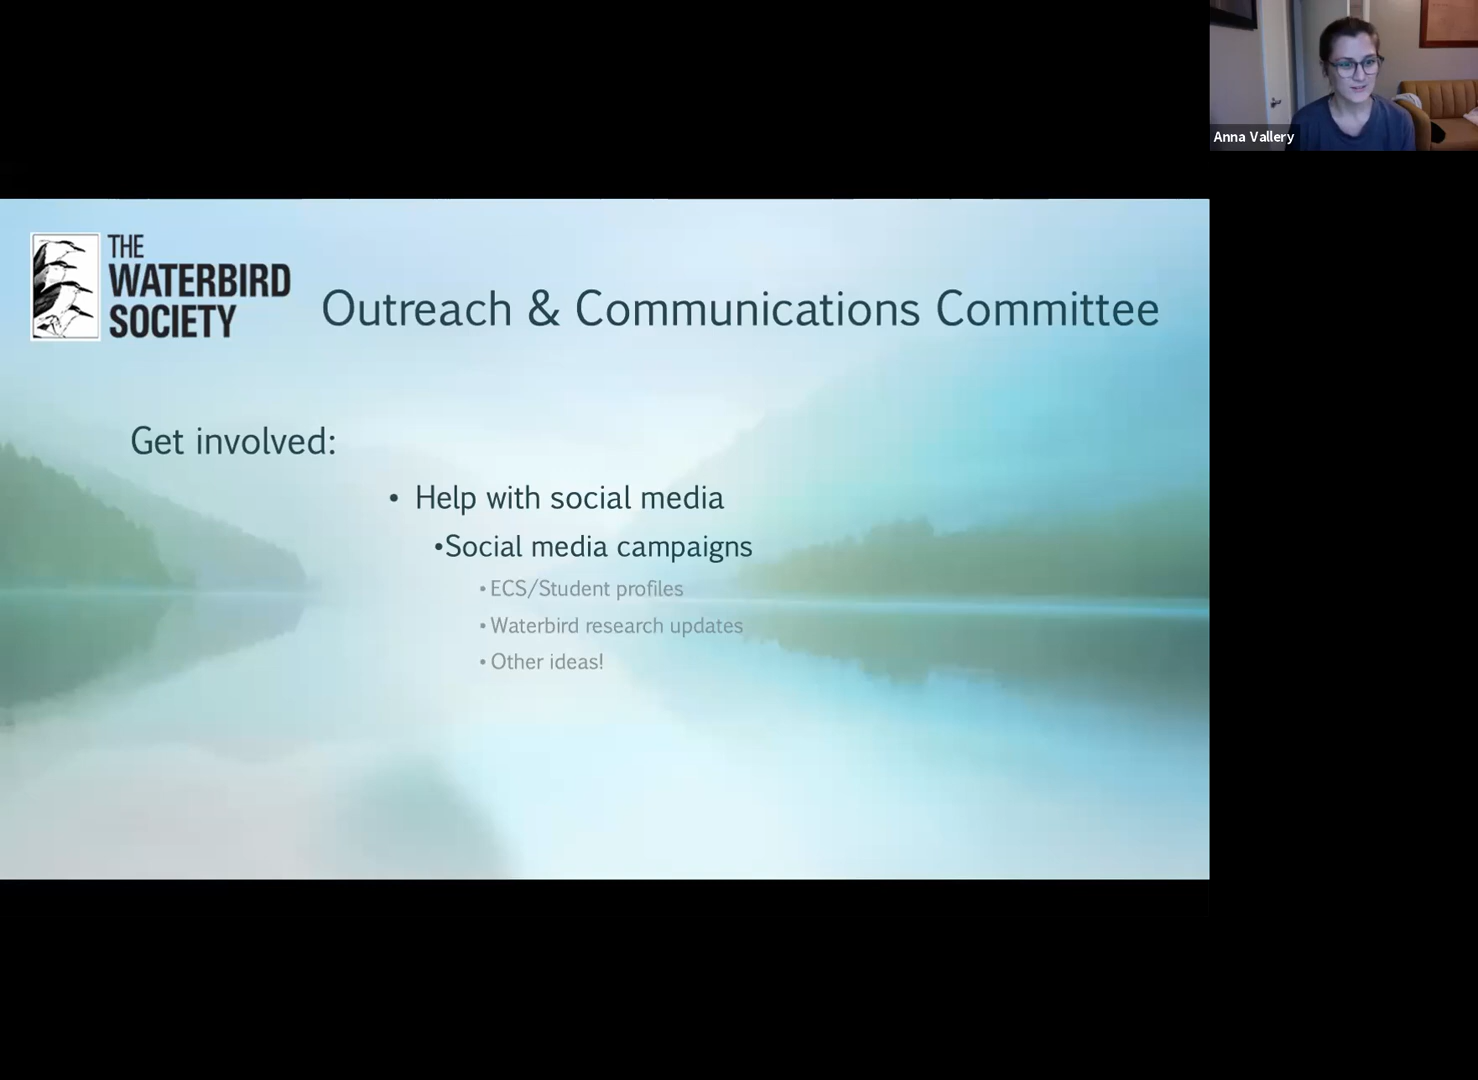 Anna Vallery
THE
WATERBIRD
SOCIETY
Outreach & Communications Committee
Get involved:
• Help with social media
•Social media campaigns
• ECS/Student profiles
• Waterbird research updates
• Other ideas!